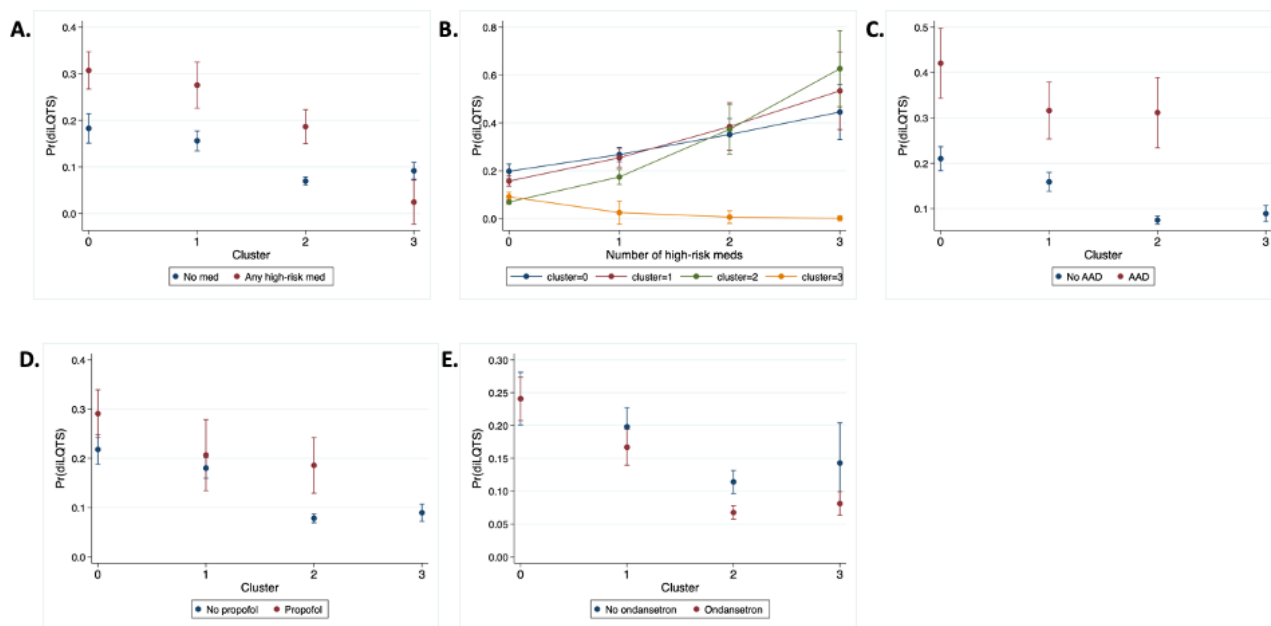 A.
0.4
0.3
0.2
0.1
0.0
Pr(diLQTS)
0 1 2 3
Cluster
No med Any high-risk med
B.
0.8
0.6
0.4
0.2
0.0
Pr(diLQTS)
0 1 2 3
Number of high-risk meds
cluster=0 cluster=1 cluster=2 cluster=3
C.
0.5
0.4
0.3
0.2
0.1
Pr(diLQTS)
0 1 2 3
Cluster
No AAD AAD
D.
0.4
0.3
0.2
0.1
0.0
Pr(diLQTS)
0 1 2 3
Cluster
No propofol Propofol
E.
0.30
0.25
0.20
0.15
0.10
0.05
0.00
Pr(diLQTS)
0 1 2 3
Cluster
No ondansetron Ondansetron